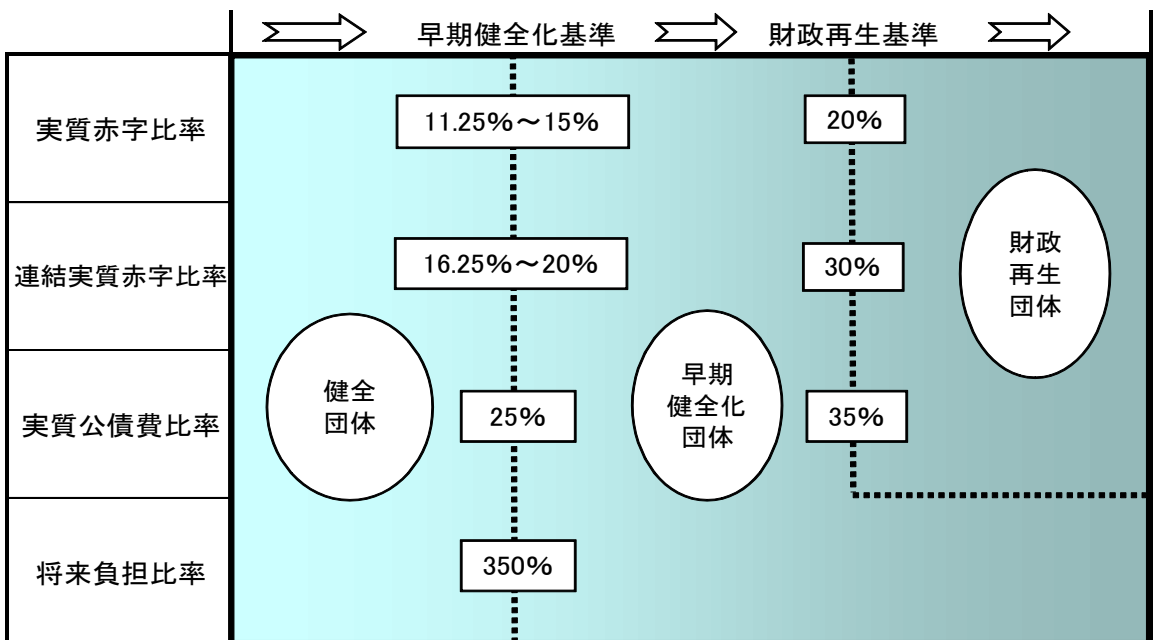 早期健全化基準
財政再生基準
実質赤字比率
11.25%～15%
20%
連結実質赤字比率
16.25%～20%
30%
財政
再生
団体
実質公債費比率
健全
団体
25%
早期
健全化
団体
35%
将来負担比率
350%